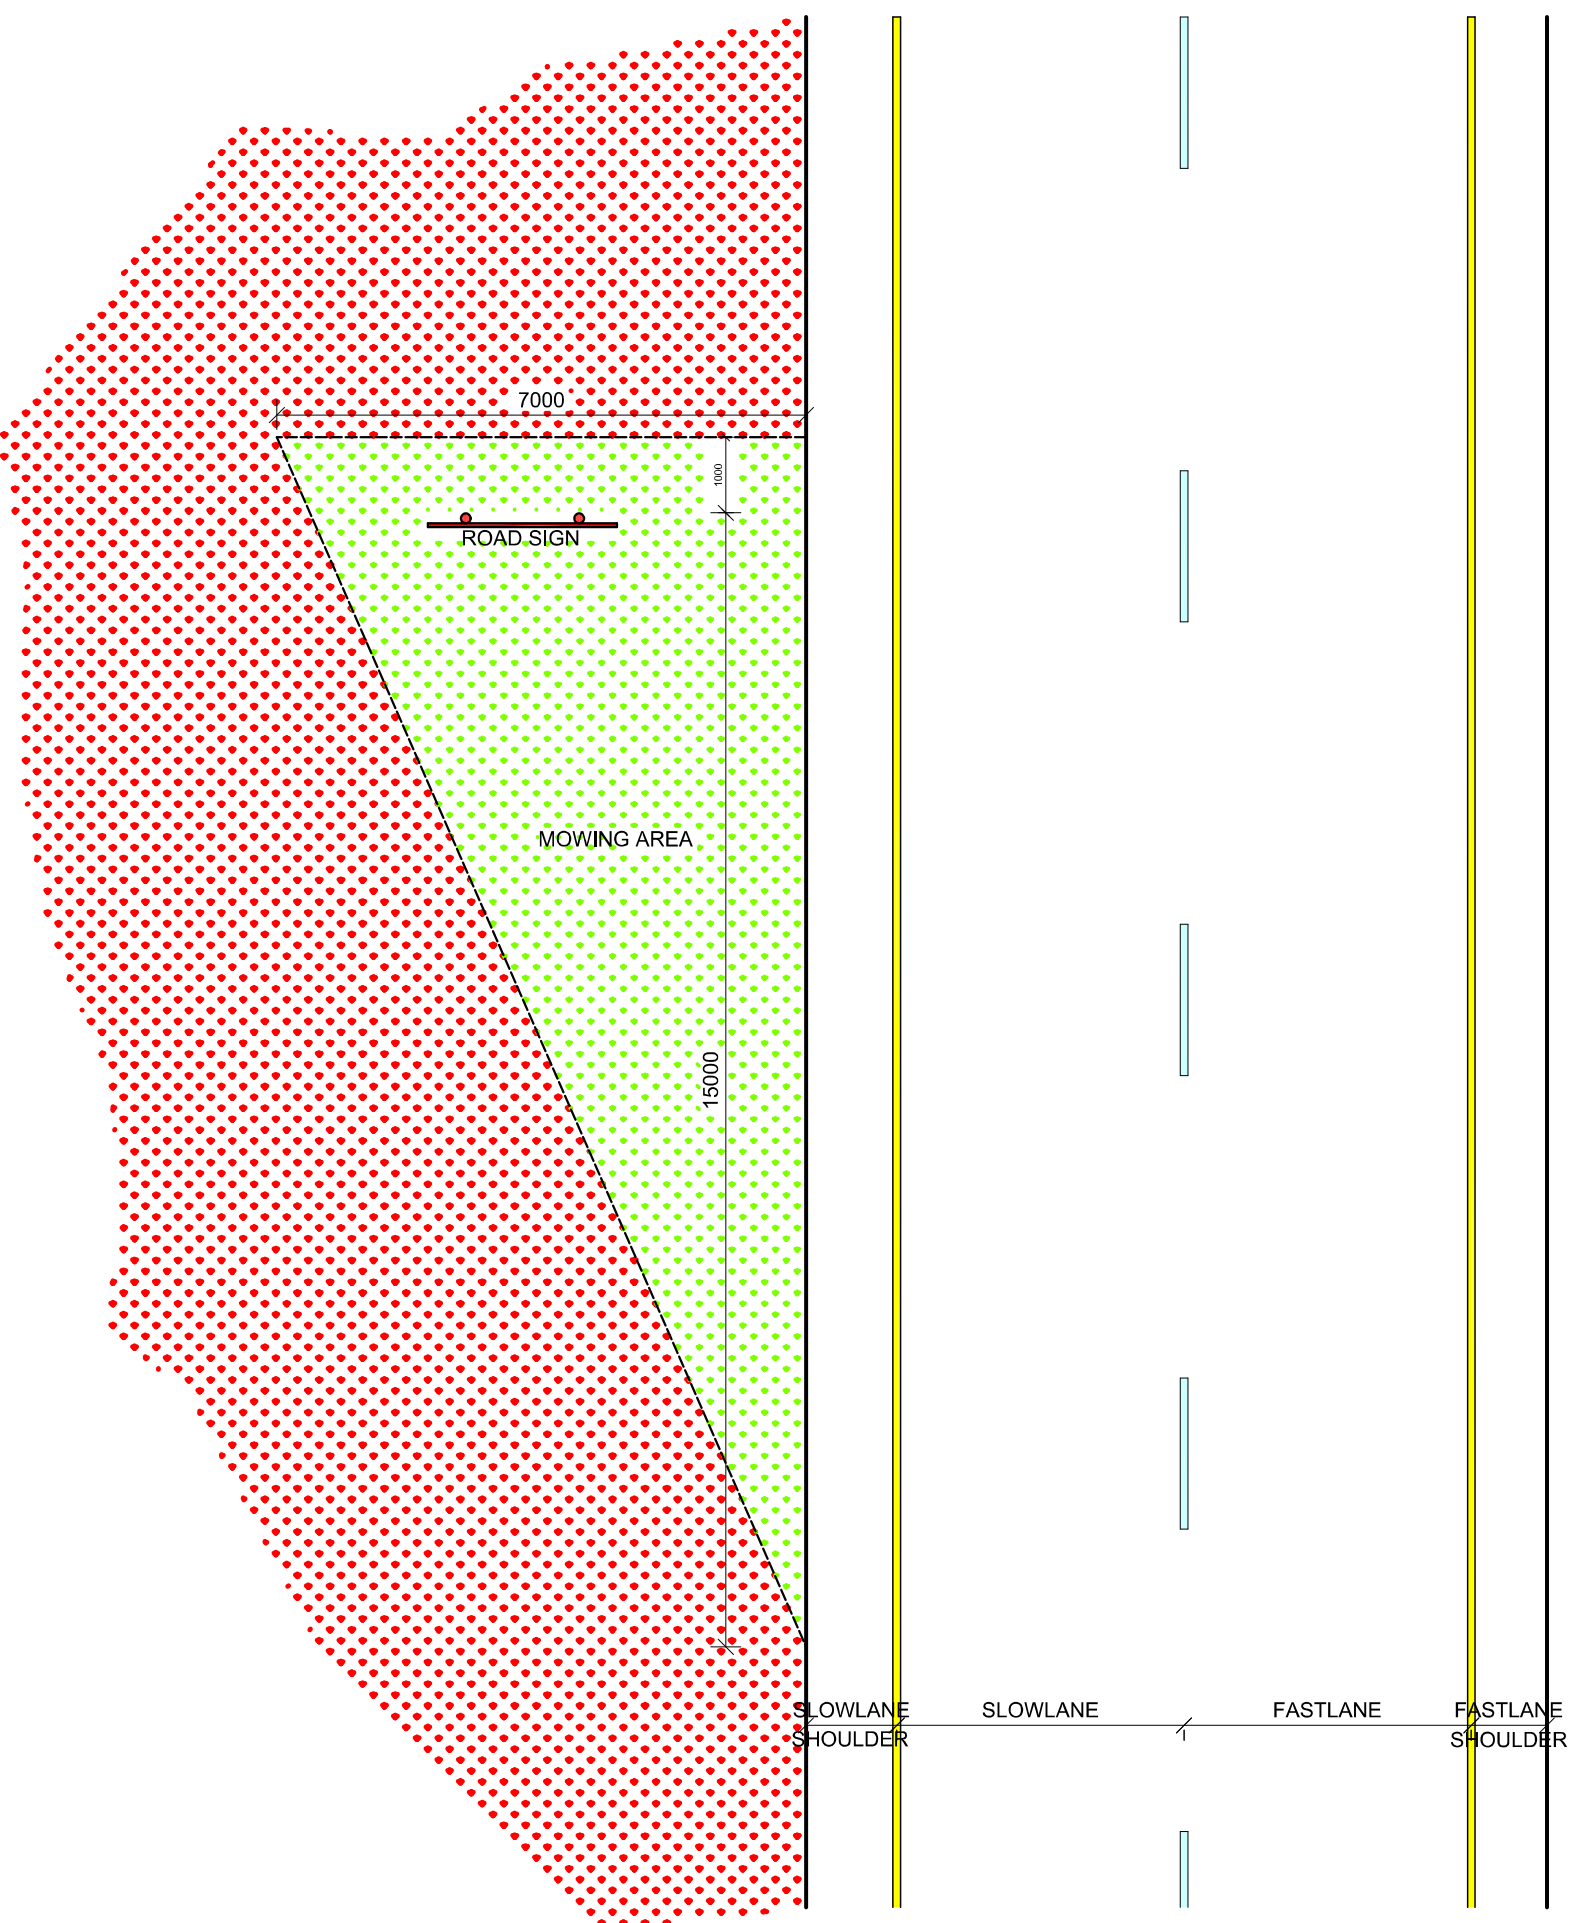 7000
1000
ROAD SIGN
MOWING AREA
15000
SLOWLANE SLOWLANE FASTLANE FASTLANE
SHOULDER SHOULDER